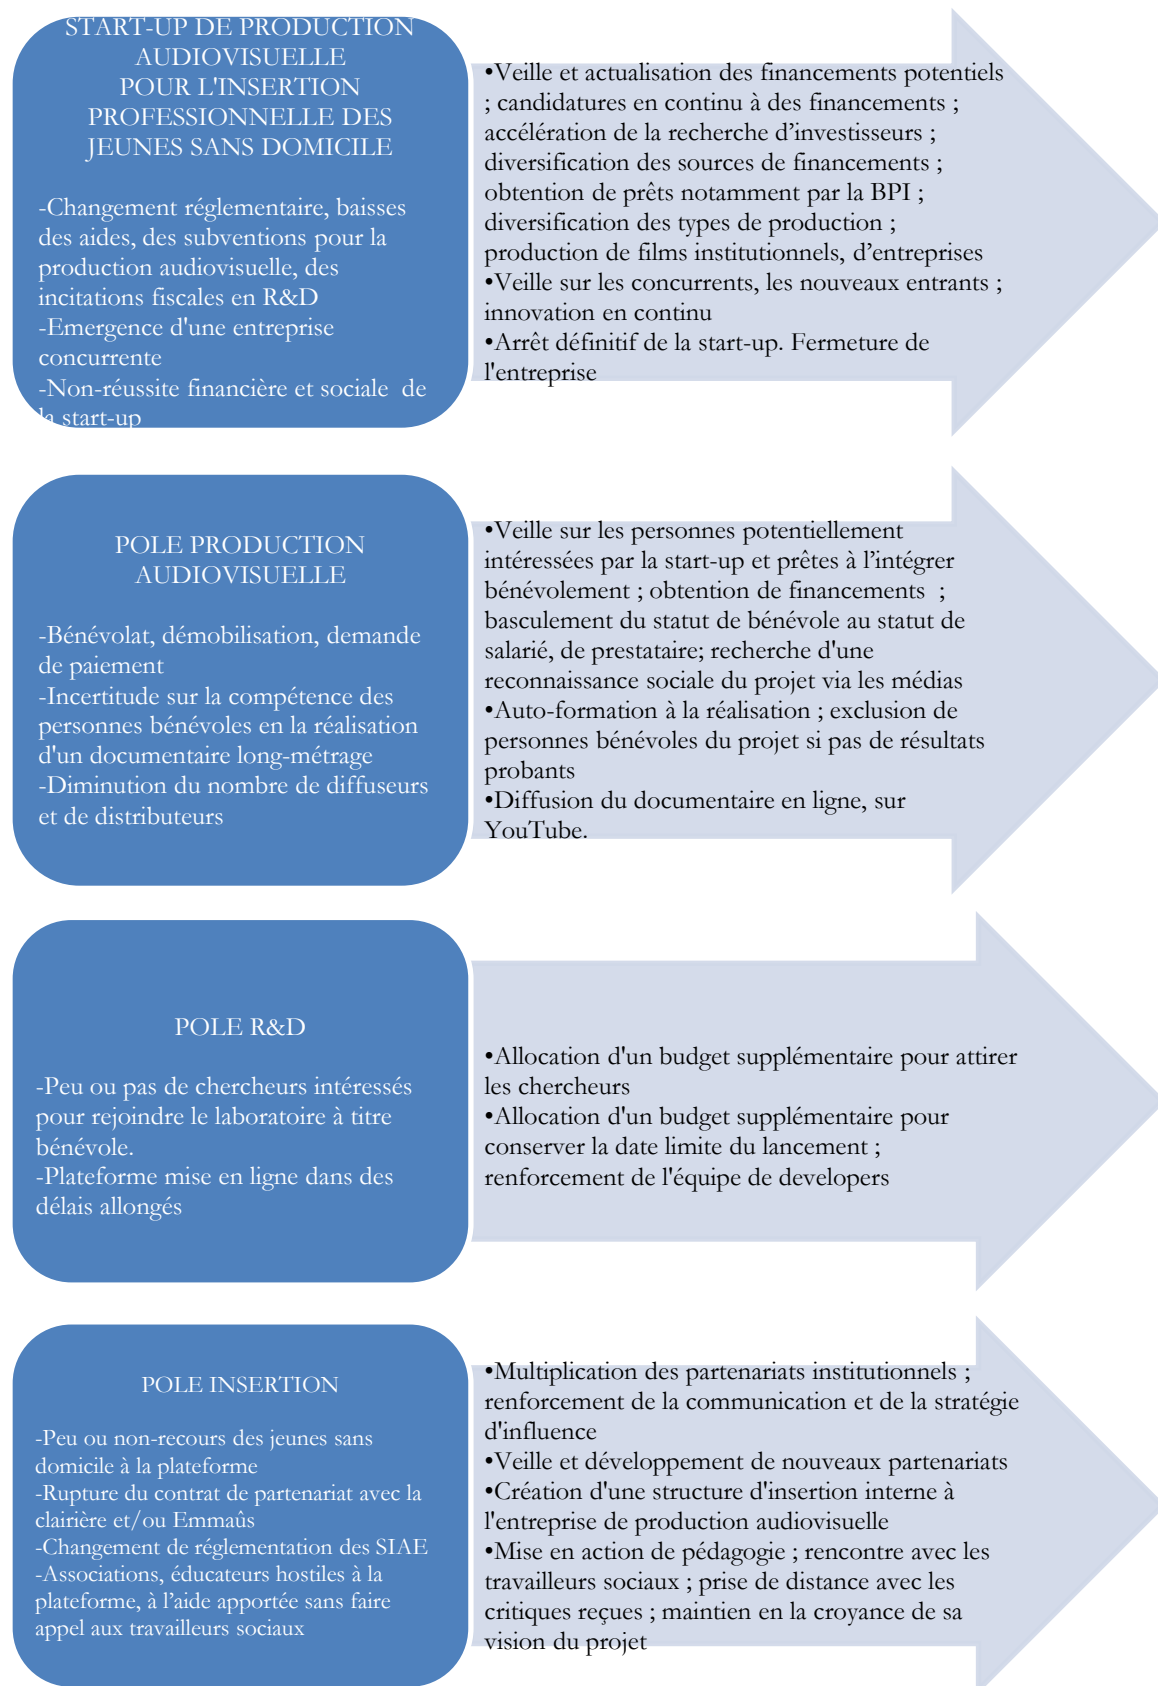 START-UP DE PRODUCTION
AUDIOVISUELLE
POUR L'INSERTION
PROFESSIONNELLE DES
JEUNES SANS DOMICILE
-Changement réglementaire, baisses
des aides, des subventions pour la
production audiovisuelle, des
incitations fiscales en R&D
-Emergence d'une entreprise
concurrente
-Non-réussite financière et sociale de
la start-up
•Veille et actualisation des financements potentiels
; candidatures en continu à des financements ;
accélération de la recherche d’investisseurs ;
diversification des sources de financements ;
obtention de prêts notamment par la BPI ;
diversification des types de production ;
production de films institutionnels, d’entreprises
•Veille sur les concurrents, les nouveaux entrants ;
innovation en continu
•Arrêt définitif de la start-up. Fermeture de
l'entreprise
POLE PRODUCTION
AUDIOVISUELLE
-Bénévolat, démobilisation, demande
de paiement
-Incertitude sur la compétence des
personnes bénévoles en la réalisation
d'un documentaire long-métrage
-Diminution du nombre de diffuseurs
et de distributeurs
•Veille sur les personnes potentiellement
intéressées par la start-up et prêtes à l’intégrer
bénévolement ; obtention de financements ;
basculement du statut de bénévole au statut de
salarié, de prestataire; recherche d'une
reconnaissance sociale du projet via les médias
•Auto-formation à la réalisation ; exclusion de
personnes bénévoles du projet si pas de résultats
probants
•Diffusion du documentaire en ligne, sur
YouTube.
POLE R&D
-Peu ou pas de chercheurs intéressés
pour rejoindre le laboratoire à titre
bénévole.
-Plateforme mise en ligne dans des
délais allongés
•Allocation d'un budget supplémentaire pour attirer
les chercheurs
•Allocation d'un budget supplémentaire pour
conserver la date limite du lancement ;
renforcement de l'équipe de developers
POLE INSERTION
-Peu ou non-recours des jeunes sans
domicile à la plateforme
-Rupture du contrat de partenariat avec la
clairière et/ou Emmaûs
-Changement de réglementation des SIAE
-Associations, éducateurs hostiles à la
plateforme, à l’aide apportée sans faire
appel aux travailleurs sociaux
•Multiplication des partenariats institutionnels ;
renforcement de la communication et de la stratégie
d'influence
•Veille et développement de nouveaux partenariats
•Création d'une structure d'insertion interne à
l'entreprise de production audiovisuelle
•Mise en action de pédagogie ; rencontre avec les
travailleurs sociaux ; prise de distance avec les
critiques reçues ; maintien en la croyance de sa
vision du projet